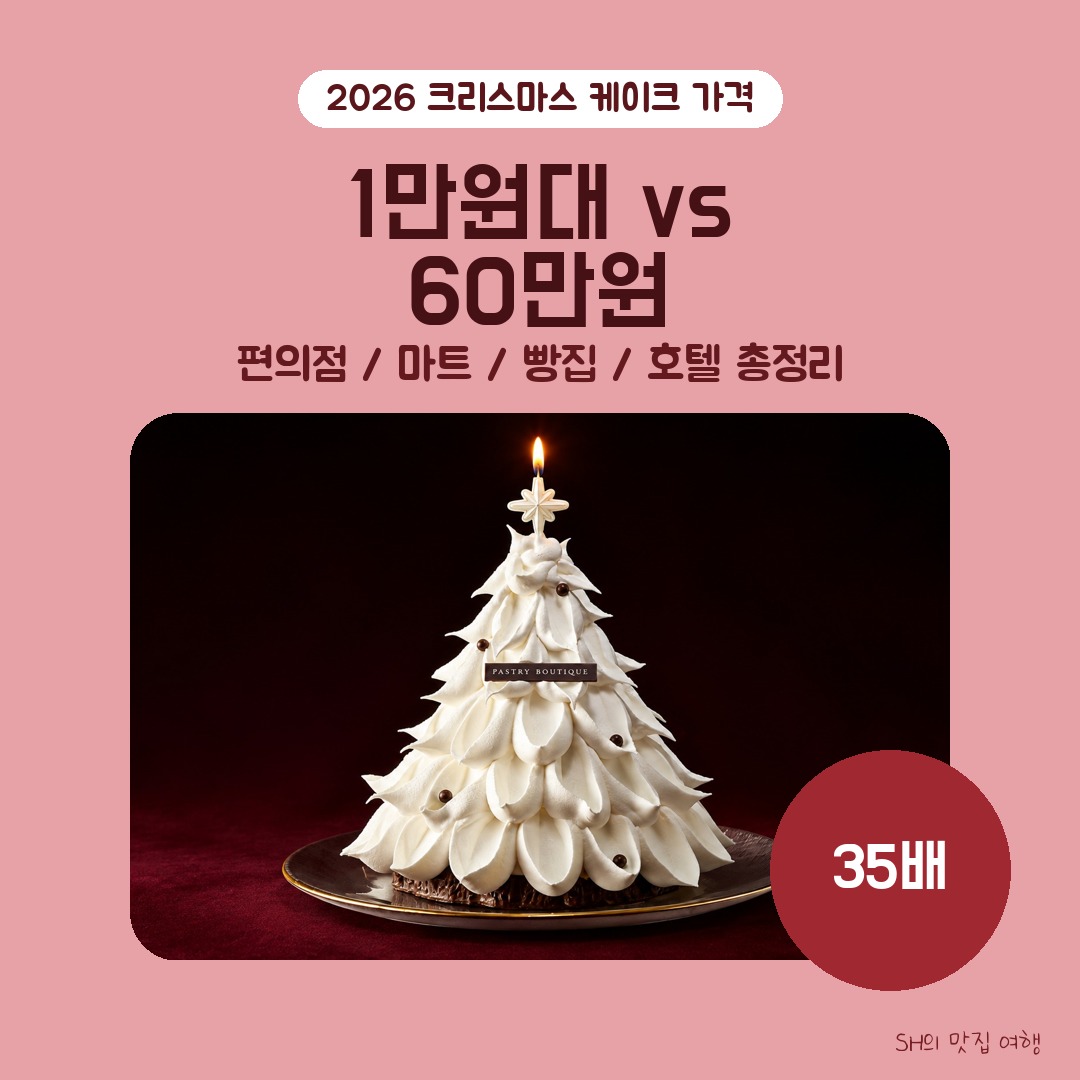 2026 크리스마스 케이크 가격
1만원대 vs
60만원
편의점 / 마트 / 빵집 / 호텔 총정리
PASTRY BOUTIQUE
35배
SH의 맛집 여행